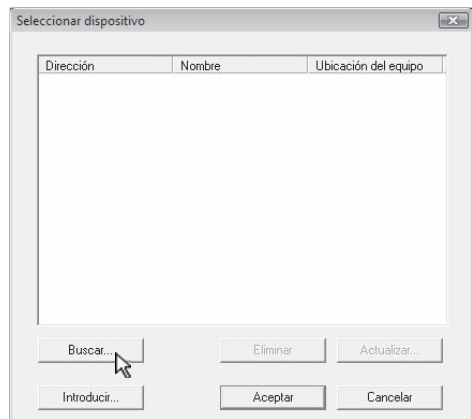 Seleccionar dispositivo
Dirección Nombre Ubicación del equipo
Buscar... Eliminar Actualizar...
Introducir... Aceptar Cancelar